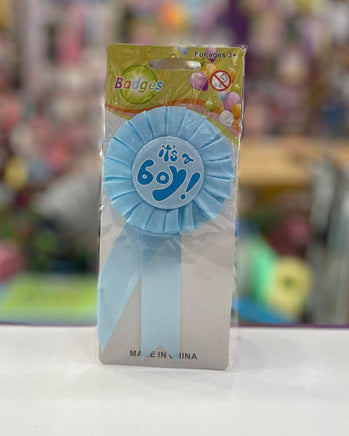 For ages 3+
Badges
it's a
boy!
MADE IN CHINA